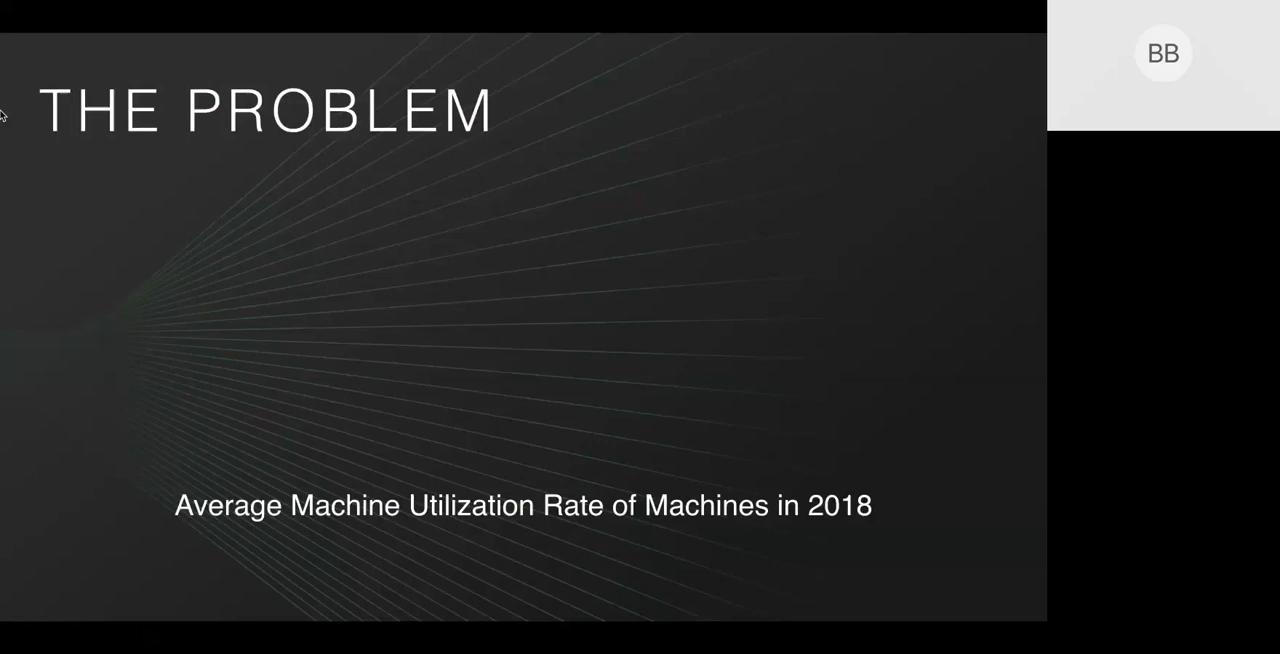 THE PROBLEM
BB
Average Machine Utilization Rate of Machines in 2018